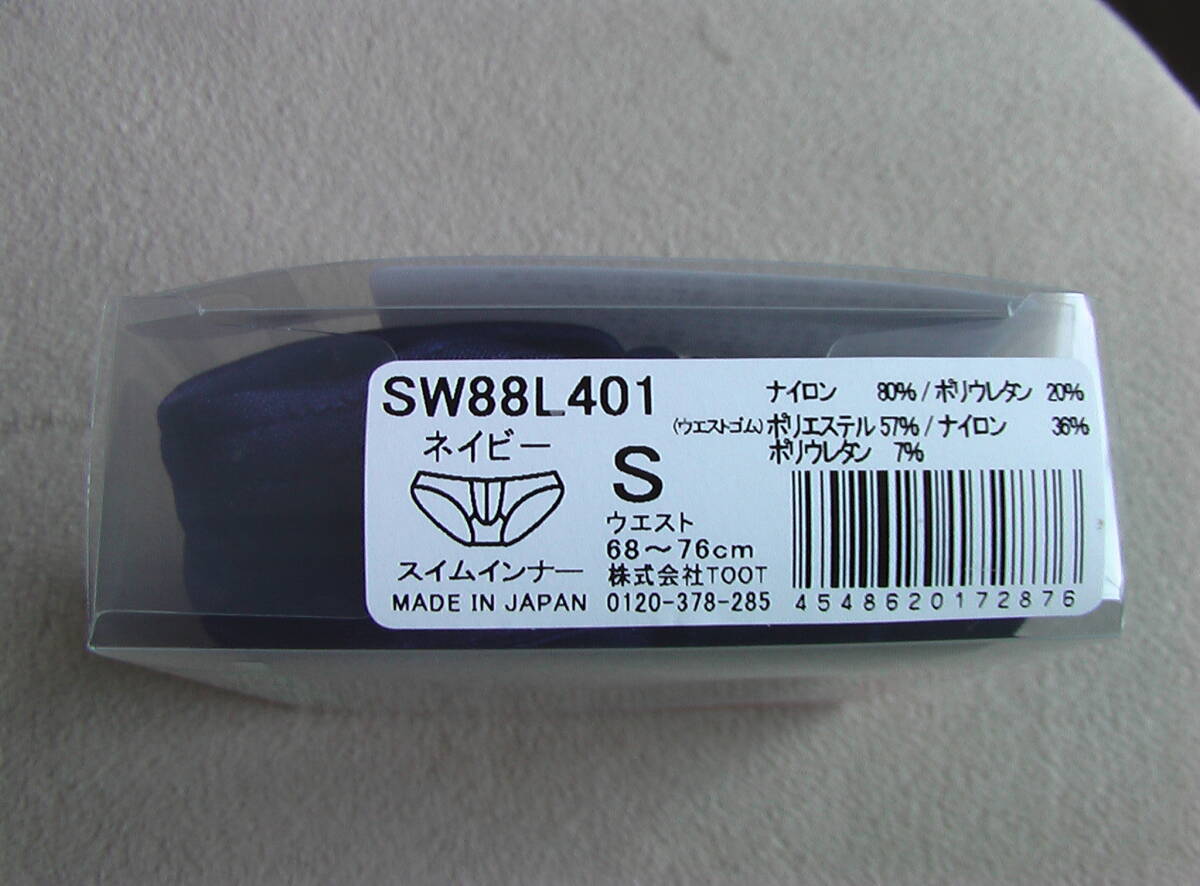 SW88L401
ネイビー
スイムインナー
MADE IN JAPAN
S
ウエスト
68～76cm
株式会社TOOT
0120-378-285
ナイロン 80% / ポリウレタン 20%
(ウエストゴム) ポリエステル 57% / ナイロン 36%
ポリウレタン 7%
4548620172876